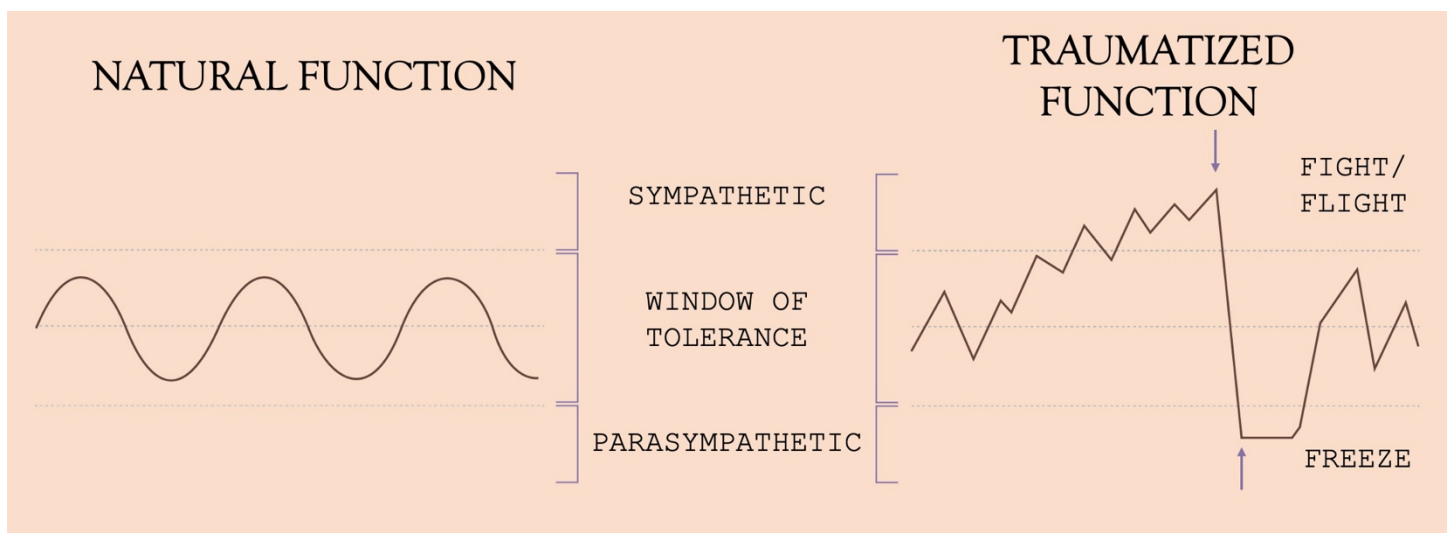 NATURAL FUNCTION
TRAUMATIZED
FUNCTION
SYMPATHETIC
WINDOW OF
TOLERANCE
PARASYMPATHETIC
FIGHT/
FLIGHT
FREEZE